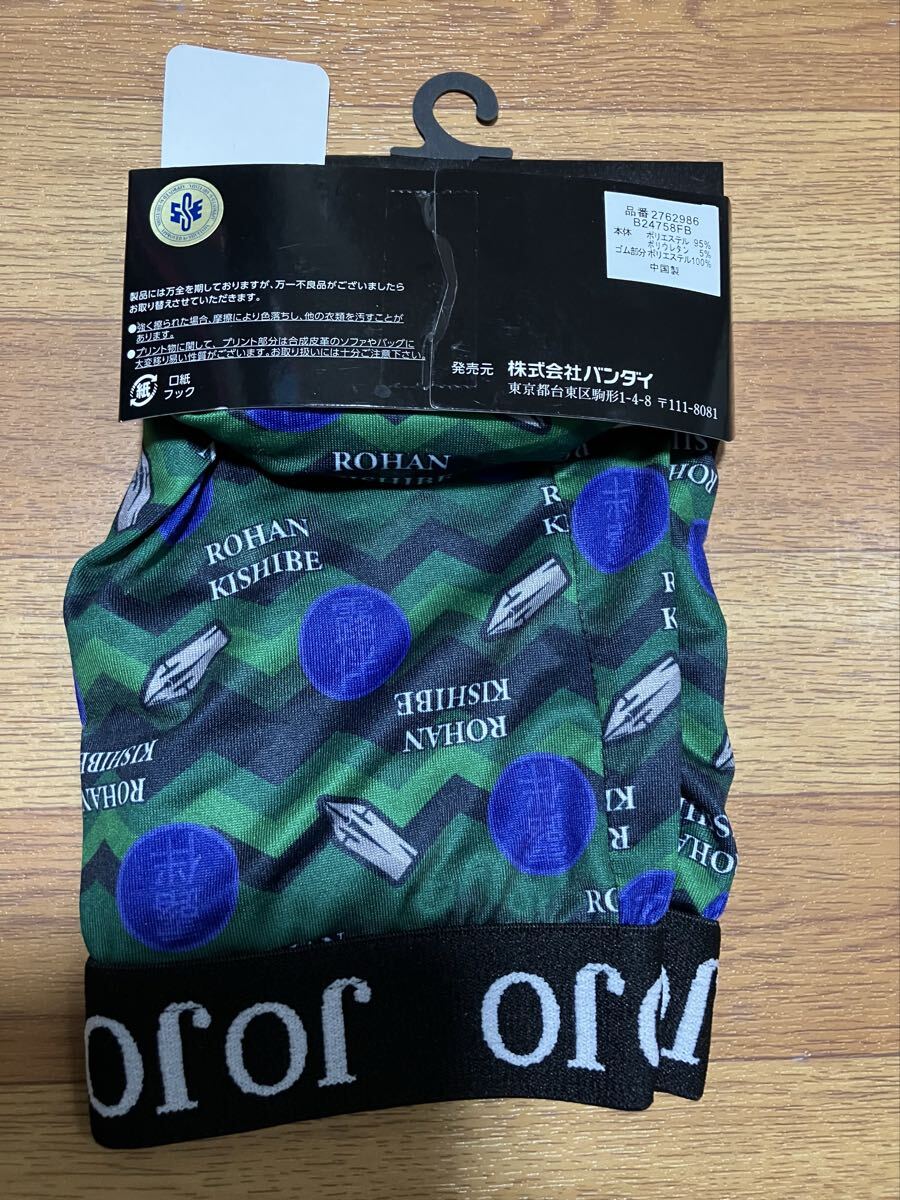 品番2762986
B24758FB
本体 ポリエステル 95%
ポリウレタン 5%
ゴム部分 ポリエステル100%
中国製
製品には万全を期しておりますが、万一不良品がございましたら
お取り替えさせていただきます。
●強く擦られた場合、摩擦により色落ちし、他の衣類を汚すことが
あります。
●プリント物に関して、プリント部分は合成皮革のソファやバッグに
大変移り易い性質がございます。お取り扱いには十分ご注意下さい。
紙
口紙
フック
発売元 株式会社バンダイ
東京都台東区駒形1-4-8 〒111-8081
ROHAN
KISHIBE
ROHAN
KISHIBE
ROHAN
KISHIBE
ROHAN
KISHIBE
JOJO